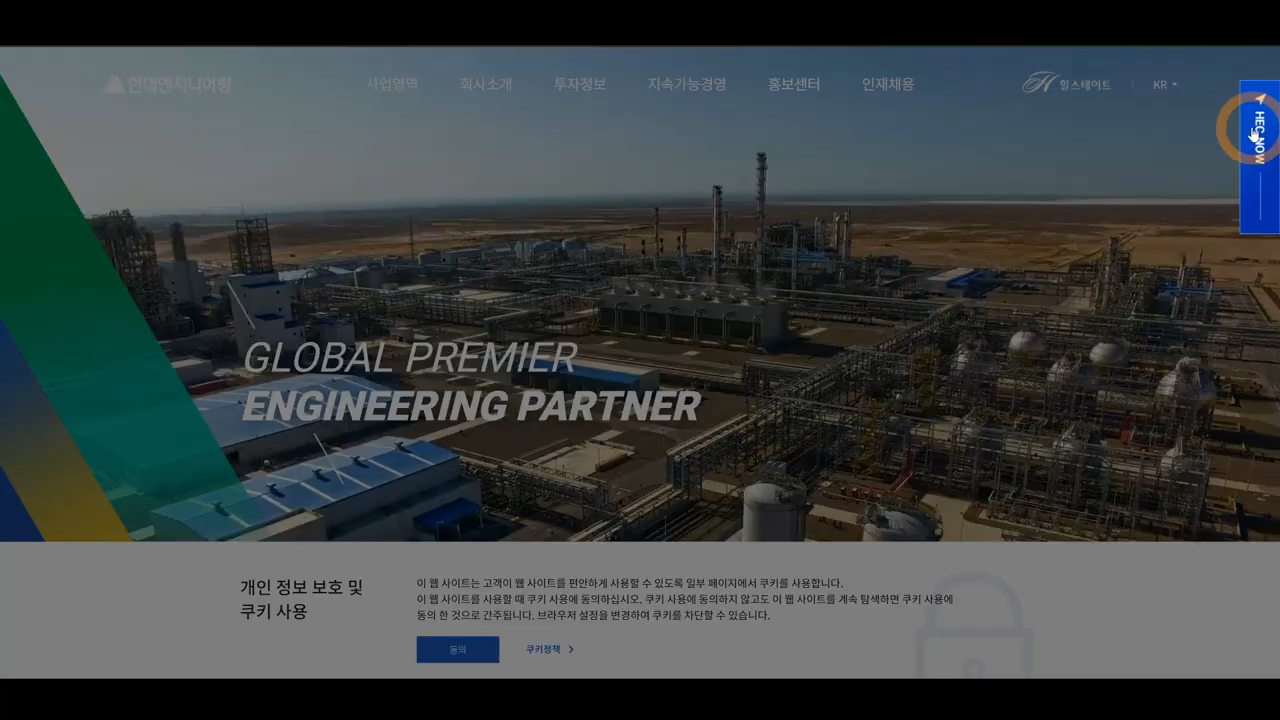 현대엔지니어링
사업영역 회사소개 투자정보 지속가능경영 홍보센터 인재채용
힐스테이트
KR
HEC NOW
GLOBAL PREMIER
ENGINEERING PARTNER
개인 정보 보호 및
쿠키 사용
이 웹 사이트는 고객이 웹 사이트를 편안하게 사용할 수 있도록 일부 페이지에서 쿠키를 사용합니다.
이 웹 사이트를 사용할 때 쿠키 사용에 동의하십시오. 쿠키 사용에 동의하지 않고도 이 웹 사이트를 계속 탐색하면 쿠키 사용에
동의 한 것으로 간주됩니다. 브라우저 설정을 변경하여 쿠키를 차단할 수 있습니다.
동의
쿠키정책